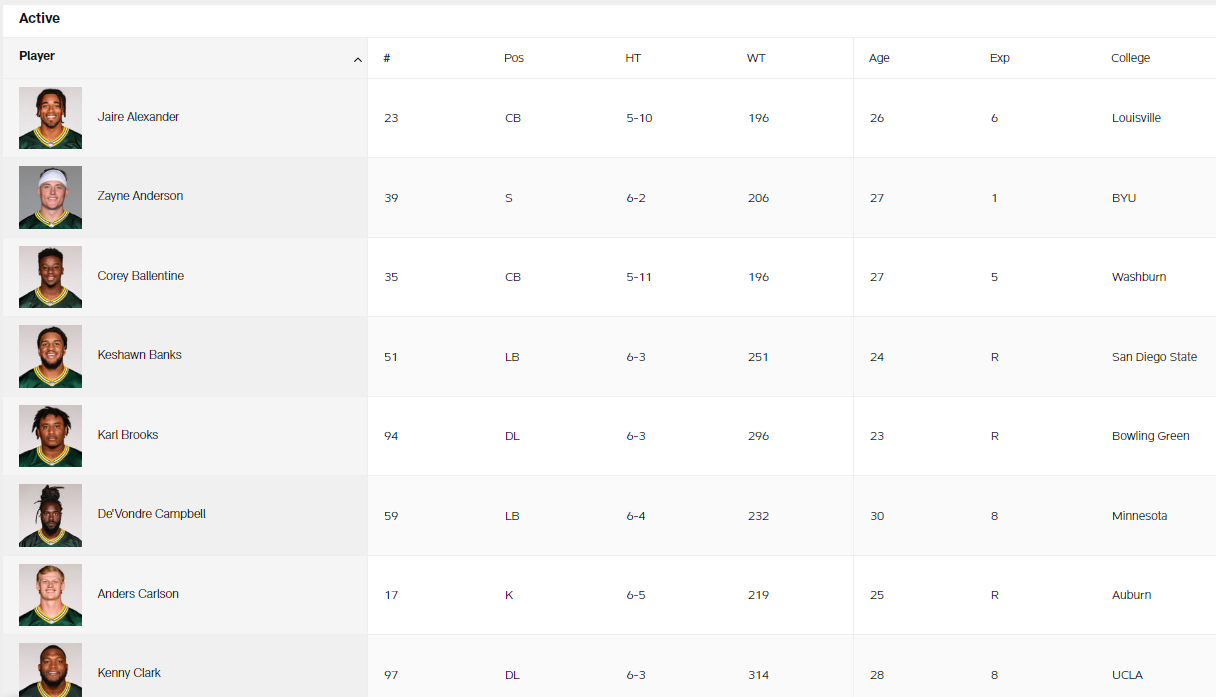 Active
Player # Pos HT WT Age Exp College
Jaire Alexander 23 CB 5-10 196 26 6 Louisville
Zayne Anderson 39 S 6-2 206 27 1 BYU
Corey Ballentine 35 CB 5-11 196 27 5 Washburn
Keshawn Banks 51 LB 6-3 251 24 R San Diego State
Karl Brooks 94 DL 6-3 296 23 R Bowling Green
De'Vondre Campbell 59 LB 6-4 232 30 8 Minnesota
Anders Carlson 17 K 6-5 219 25 R Auburn
Kenny Clark 97 DL 6-3 314 28 8 UCLA